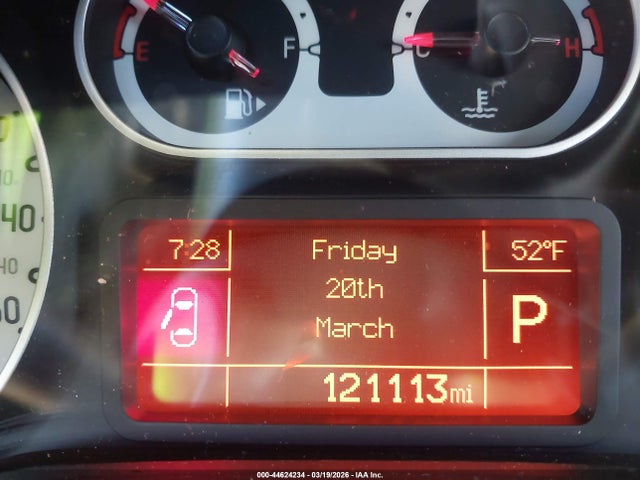 E F C H
40
7:28 Friday 52°F
20th
March
P
121113mi
000-44624234 - 03/19/2026 - IAA Inc.